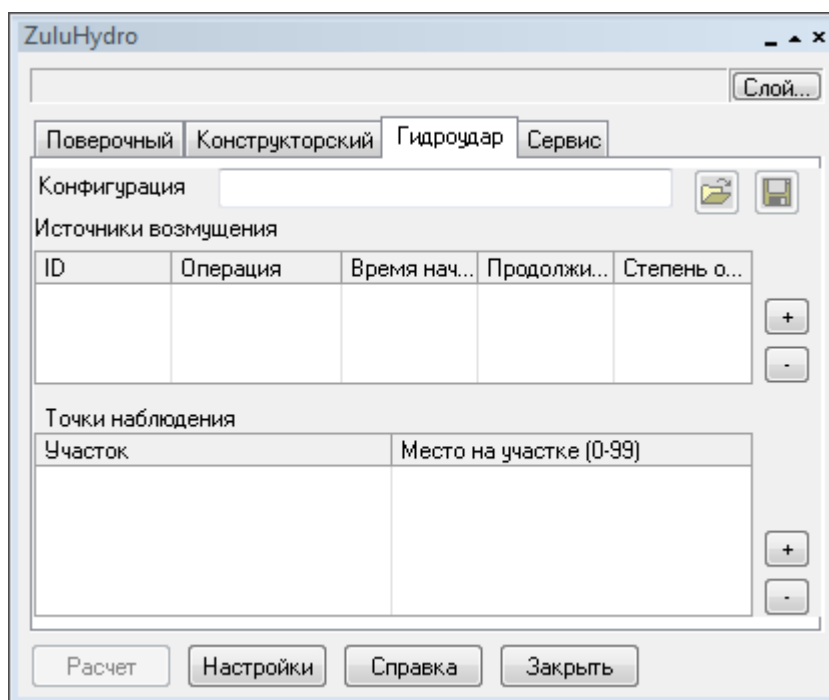 ZuluHydro
Слой...
Поверочный Конструкторский Гидроудар Сервис
Конфигурация
Источники возмущения
ID Операция Время нач... Продолжи... Степень о...
+
-
Точки наблюдения
Участок Место на участке (0-99)
+
-
Расчет Настройки Справка Закрыть